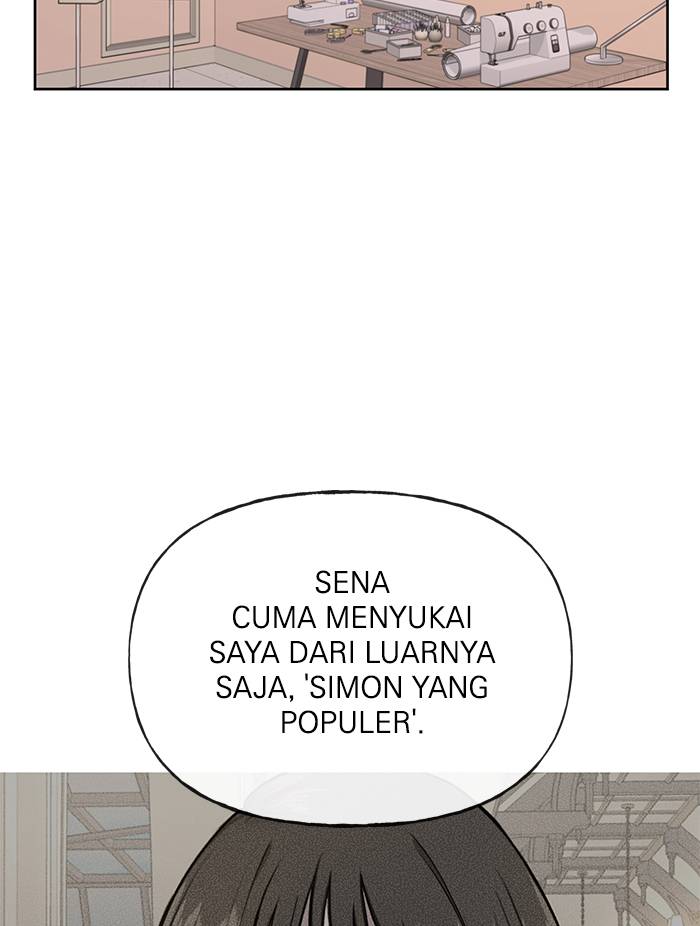 SENA
CUMA MENYUKAI
SAYA DARI LUARNYA
SAJA, 'SIMON YANG
POPULER'.